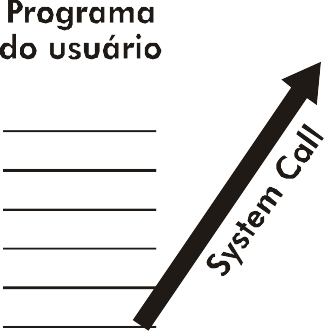 Programa
do usuário
System Call